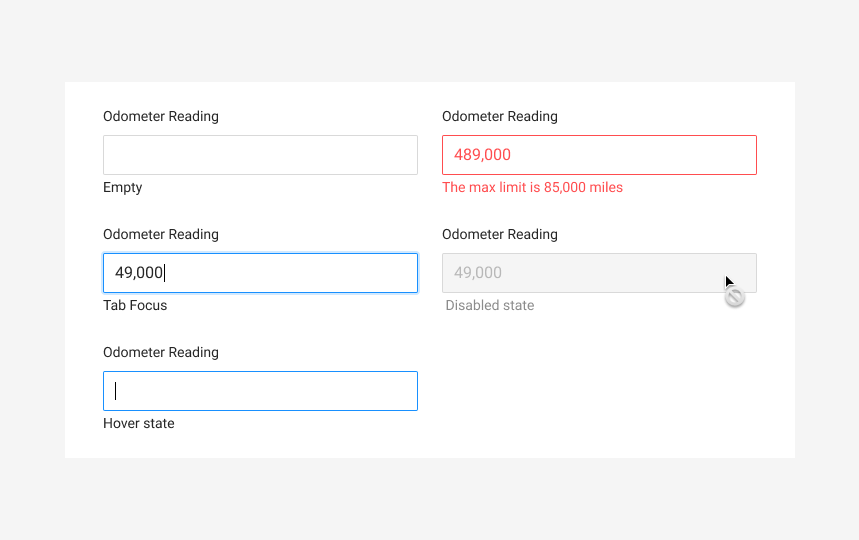 Odometer Reading
Empty
Odometer Reading
489,000
The max limit is 85,000 miles
Odometer Reading
49,000
Tab Focus
Odometer Reading
49,000
Disabled state
Odometer Reading
Hover state